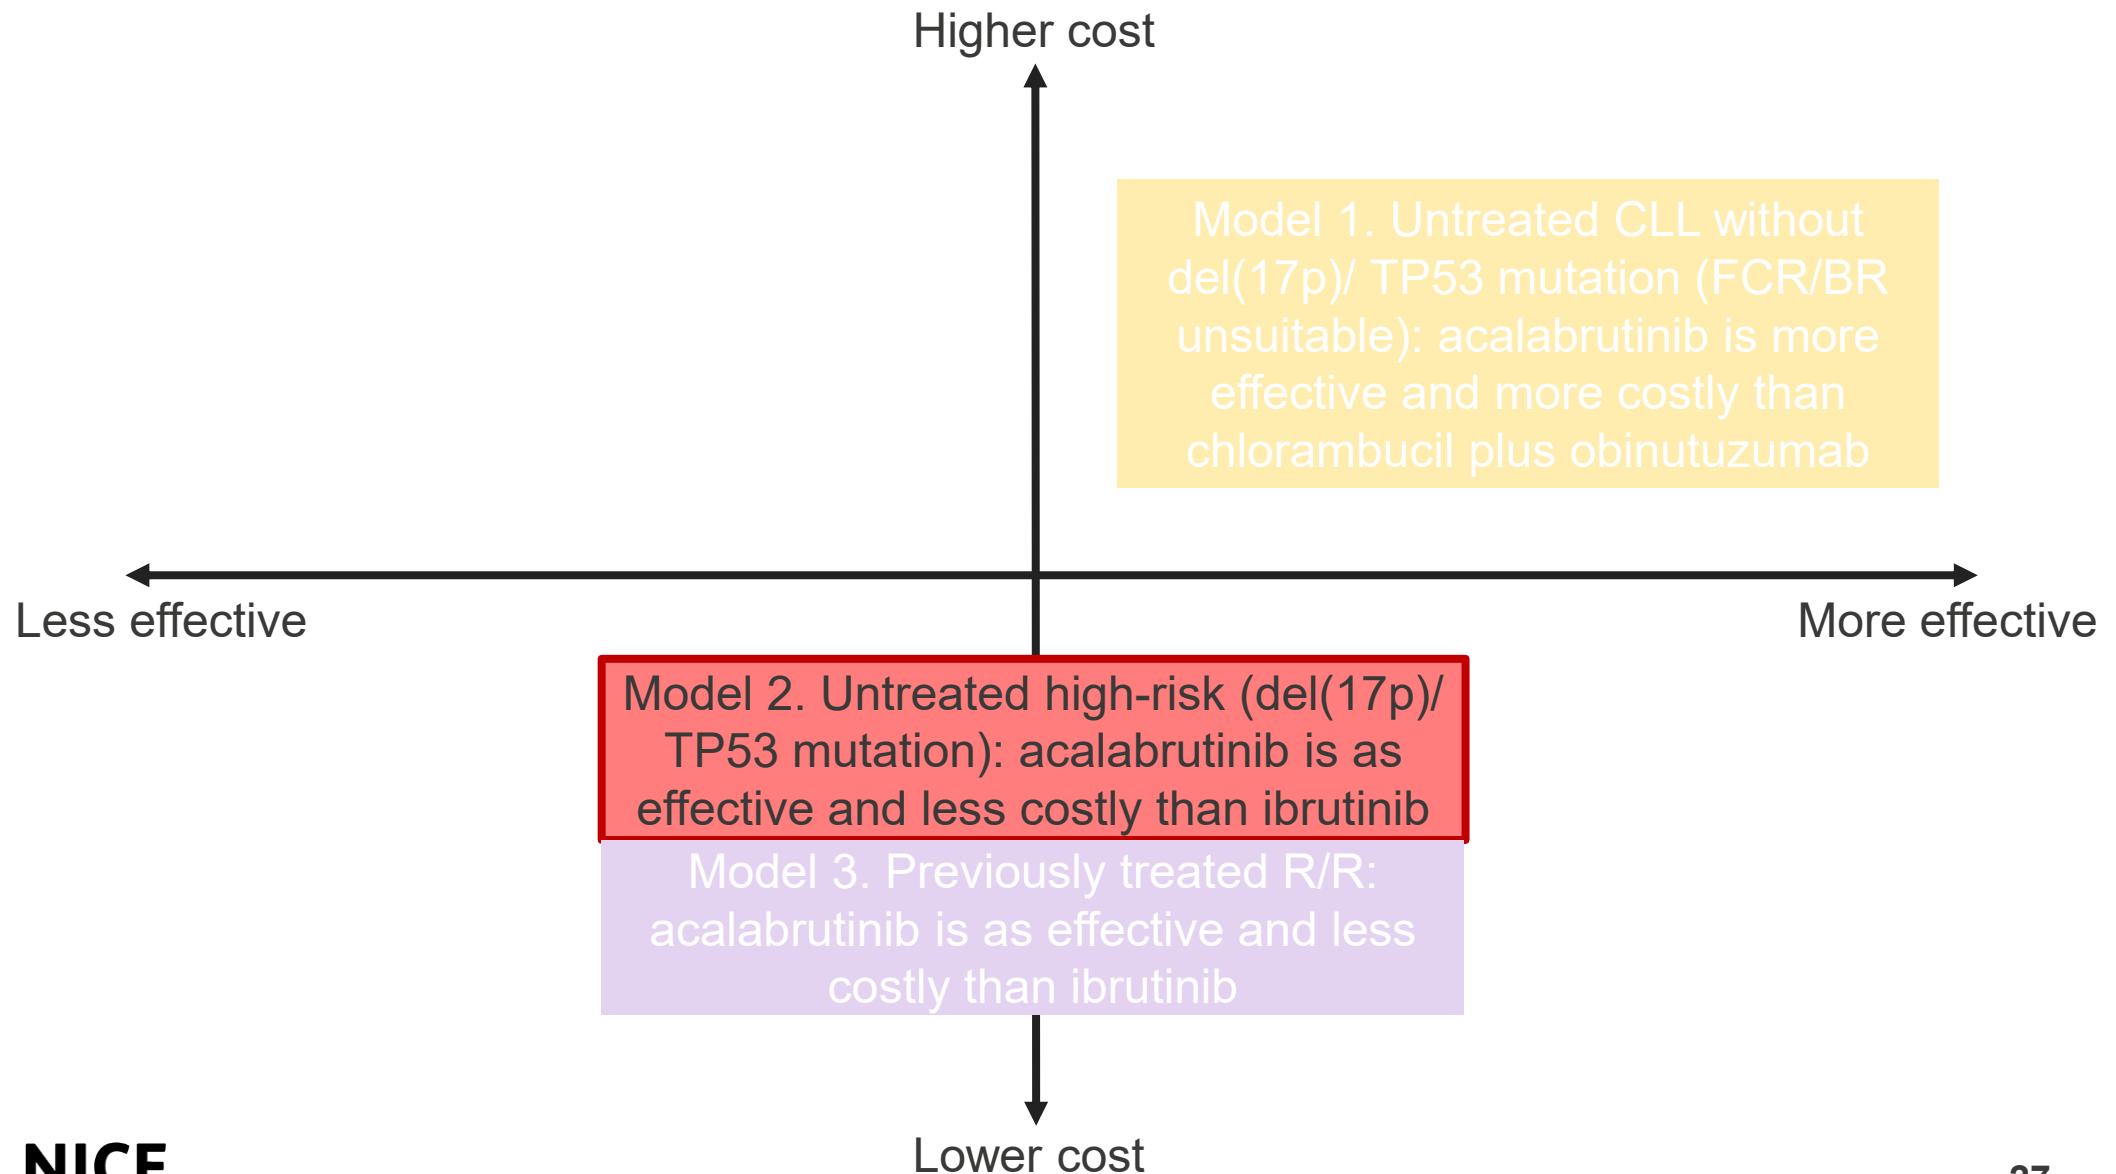 Higher cost
Model 1. Untreated CLL without
del(17p)/ TP53 mutation (FCR/BR
unsuitable): acalabrutinib is more
effective and more costly than
chlorambucil plus obinutuzumab
Less effective
More effective
Model 2. Untreated high-risk (del(17p)/
TP53 mutation): acalabrutinib is as
effective and less costly than ibrutinib
Model 3. Previously treated R/R:
acalabrutinib is as effective and less
costly than ibrutinib
Lower cost
NICE
27